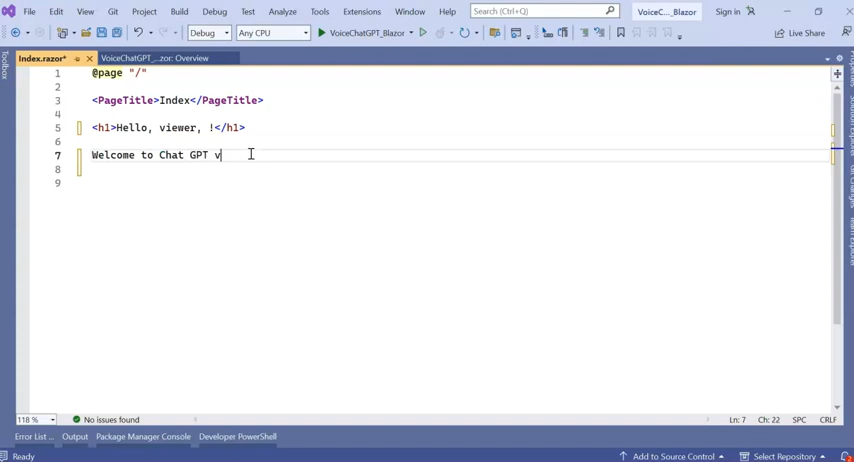 File Edit View Git Project Build Debug Test Analyze Tools Extensions Window Help Search (Ctrl+Q) VoiceC..._Blazor Sign in
Debug Any CPU VoiceChatGPT_Blazor Live Share
Toolbox
Index.razor* VoiceChatGPT_...zor: Overview
Properties
1 @page "/"
2
3 <PageTitle>Index</PageTitle>
4
5 <h1>Hello, viewer, !</h1>
6
7 Welcome to Chat GPT v
8
9
118 % No issues found Ln: 7 Ch: 22 SPC CRLF
Error List ... Output Package Manager Console Developer PowerShell
Ready Add to Source Control Select Repository 2